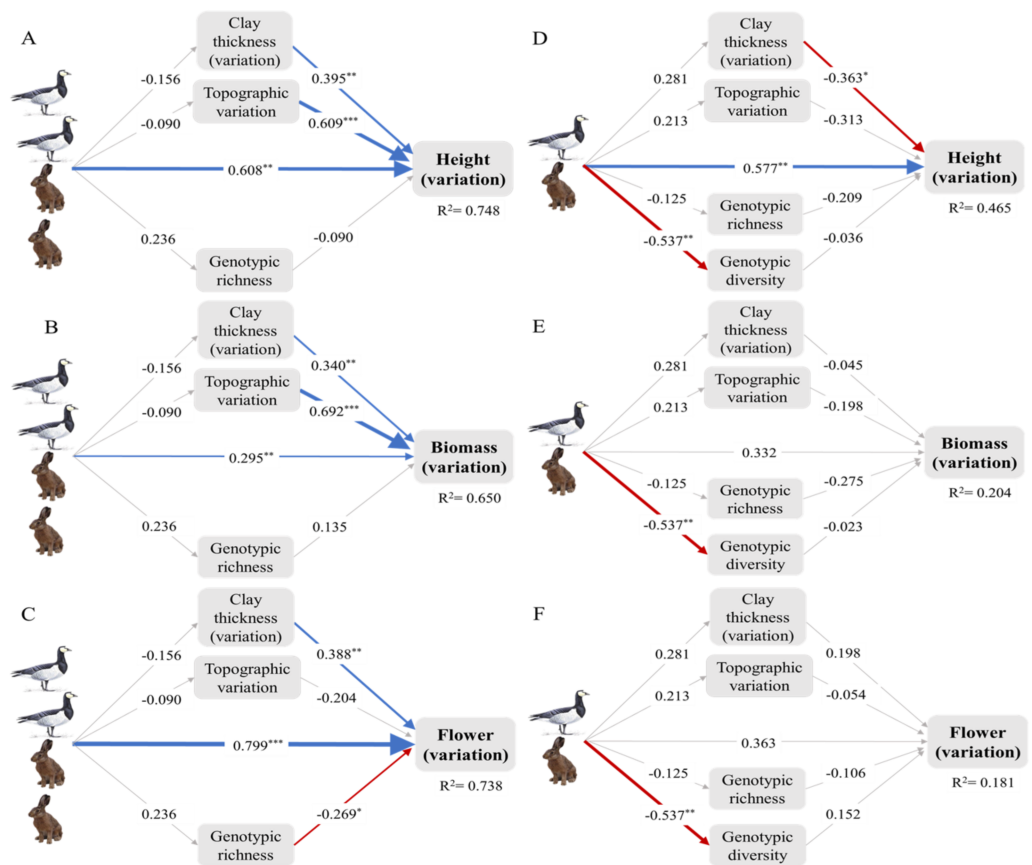 A
Clay
thickness
(variation)
-0.156
0.395**
Topographic
variation
-0.090
0.609***
0.608**
Height
(variation)
R²= 0.748
0.236
-0.090
Genotypic
richness
B
Clay
thickness
(variation)
-0.156
0.340**
Topographic
variation
-0.090
0.692***
0.295**
Biomass
(variation)
R²= 0.650
0.236
0.135
Genotypic
richness
C
Clay
thickness
(variation)
-0.156
0.388**
Topographic
variation
-0.090
-0.204
0.799***
Flower
(variation)
R²= 0.738
0.236
-0.269*
Genotypic
richness
D
Clay
thickness
(variation)
0.281
-0.363*
Topographic
variation
0.213
-0.313
0.577**
Height
(variation)
R²= 0.465
-0.125
Genotypic
richness
-0.209
-0.537**
Genotypic
diversity
-0.036
E
Clay
thickness
(variation)
0.281
-0.045
Topographic
variation
0.213
-0.198
0.332
Biomass
(variation)
R²= 0.204
-0.125
Genotypic
richness
-0.275
-0.537**
Genotypic
diversity
-0.023
F
Clay
thickness
(variation)
0.281
0.198
Topographic
variation
0.213
-0.054
0.363
Flower
(variation)
R²= 0.181
-0.125
Genotypic
richness
-0.106
-0.537**
Genotypic
diversity
0.152